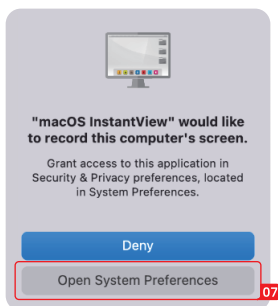 "macOS InstantView" would like
to record this computer's screen.
Grant access to this application in
Security & Privacy preferences, located
in System Preferences.
Deny
Open System Preferences
07